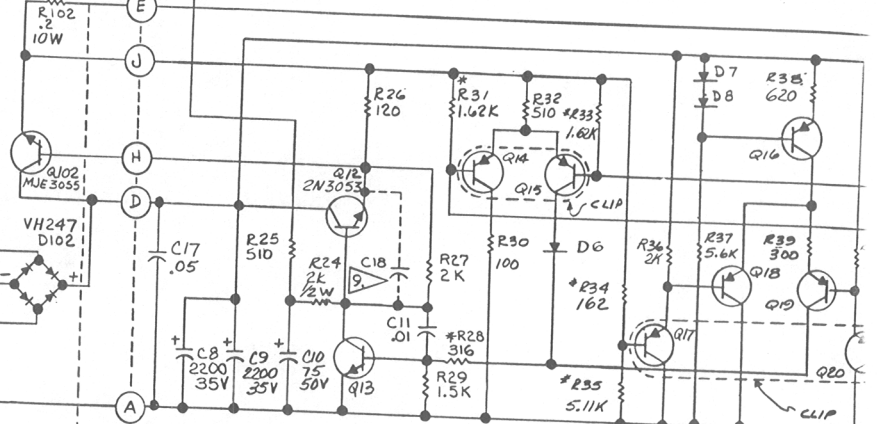 R102
.2
10W
E
J
H
D
A
Q102
MJE3055
VH247
D102
+
C17
.05
R25
510
Q12
2N3053
R26
120
R24
2K
1/2W
C18
9.
R27
2K
C11
.01
*R28
316
R29
1.5K
Q13
+
C8
2200
35V
+
C9
2200
35V
+
C10
75
50V
*
R31
1.62K
R32
510
*R33
1.62K
Q14
Q15
CLIP
R30
100
D6
*R34
162
*R35
5.11K
R36
2K
Q17
R37
5.6K
Q18
R39
300
Q19
D7
D8
R38
620
Q16
Q20
CLIP